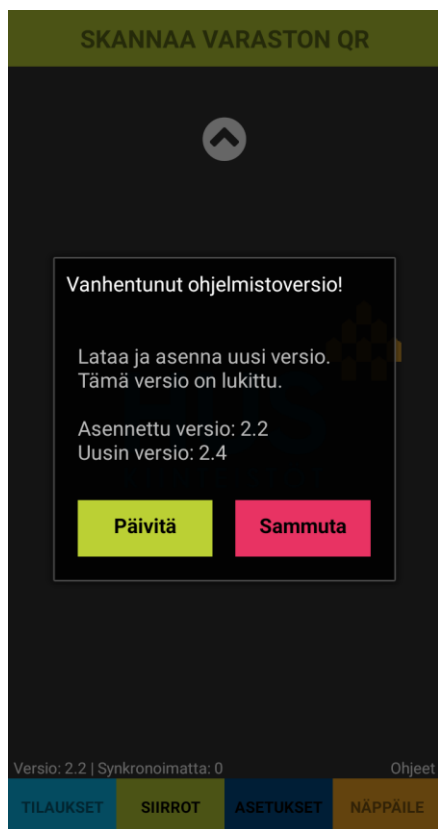 SKANNAA VARASTON QR
Vanhentunut ohjelmistoversio!
Lataa ja asenna uusi versio.
Tämä versio on lukittu.
Asennettu versio: 2.2
Uusin versio: 2.4
Päivitä Sammuta
Versio: 2.2 | Synkronoimatta: 0 Ohjeet
TILAUKSET SIIRROT ASETUKSET NÄPPÄILE